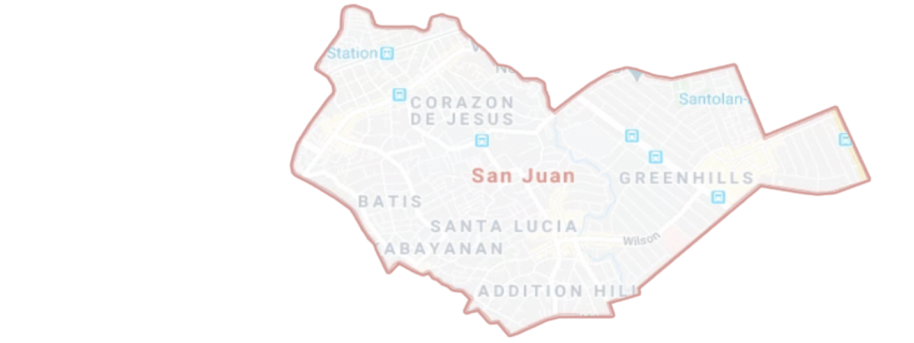 Station
CORAZON
DE JESUS
Santolan-
San Juan
GREENHILLS
BATIS
SANTA LUCIA
ABAYANAN
Wilson
ADDITION HIL